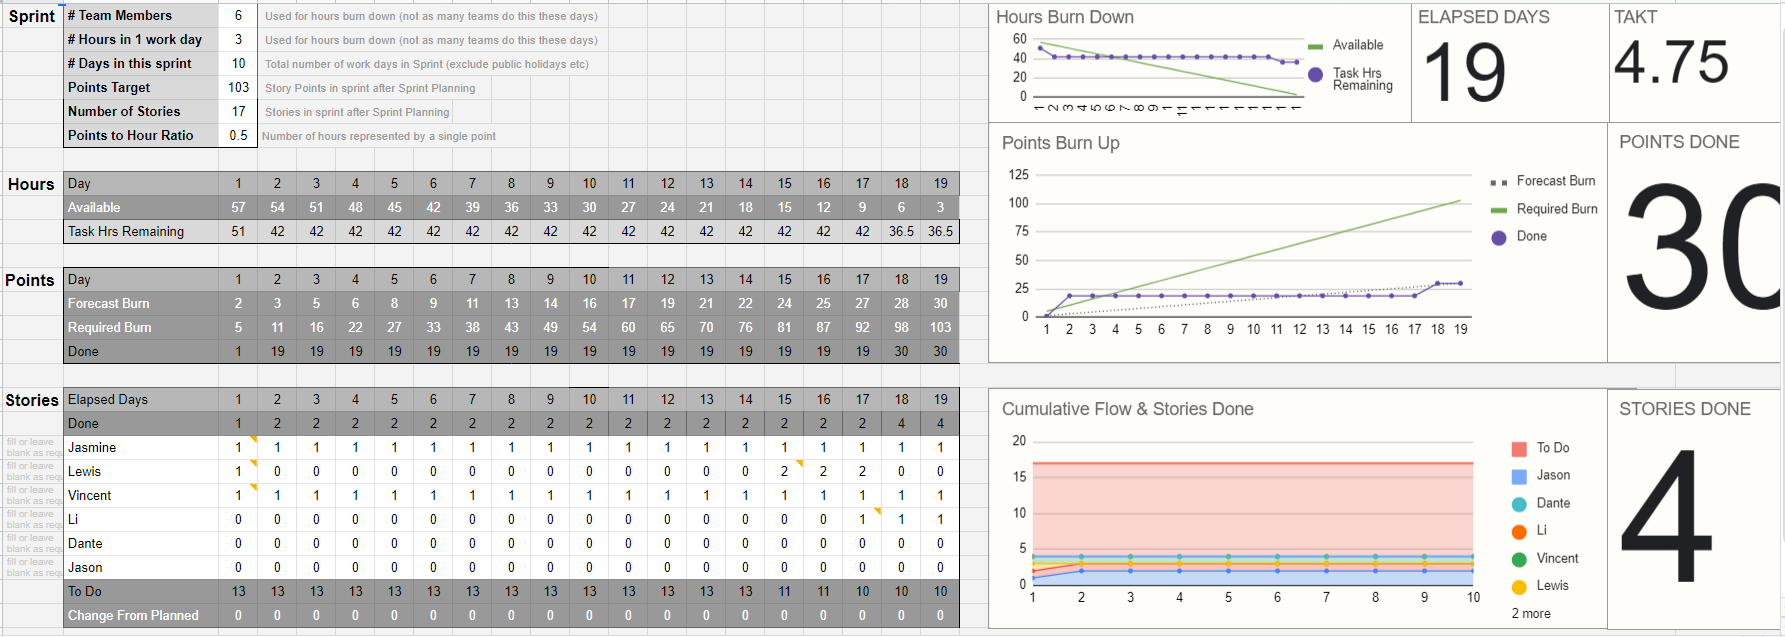 Sprint # Team Members 6 Used for hours burn down (not as many teams do this these days)
# Hours in 1 work day 3 Used for hours burn down (not as many teams do this these days)
# Days in this sprint 10 Total number of work days in Sprint (exclude public holidays etc)
Points Target 103 Story Points in sprint after Sprint Planning
Number of Stories 17 Stories in sprint after Sprint Planning
Points to Hour Ratio 0.5 Number of hours represented by a single point
Hours Day 1 2 3 4 5 6 7 8 9 10 11 12 13 14 15 16 17 18 19
Available 57 54 51 48 45 42 39 36 33 30 27 24 21 18 15 12 9 6 3
Task Hrs Remaining 51 42 42 42 42 42 42 42 42 42 42 42 42 42 42 42 42 36.5 36.5
Points Day 1 2 3 4 5 6 7 8 9 10 11 12 13 14 15 16 17 18 19
Forecast Burn 2 3 5 6 8 9 11 13 14 16 17 19 21 22 24 25 27 28 30
Required Burn 5 11 16 22 27 33 38 43 49 54 60 65 70 76 81 87 92 98 103
Done 1 19 19 19 19 19 19 19 19 19 19 19 19 19 19 19 19 30 30
Stories Elapsed Days 1 2 3 4 5 6 7 8 9 10 11 12 13 14 15 16 17 18 19
Done 1 2 2 2 2 2 2 2 2 2 2 2 2 2 2 2 2 4 4
fill or leave
blank as req
Jasmine 1 1 1 1 1 1 1 1 1 1 1 1 1 1 1 1 1 1 1
fill or leave
blank as req
Lewis 1 0 0 0 0 0 0 0 0 0 0 0 0 0 2 2 2 0 0
fill or leave
blank as req
Vincent 1 1 1 1 1 1 1 1 1 1 1 1 1 1 1 1 1 1 1
fill or leave
blank as req
Li 0 0 0 0 0 0 0 0 0 0 0 0 0 0 0 0 1 1 1
fill or leave
blank as req
Dante 0 0 0 0 0 0 0 0 0 0 0 0 0 0 0 0 0 0 0
fill or leave
blank as req
Jason 0 0 0 0 0 0 0 0 0 0 0 0 0 0 0 0 0 0 0
To Do 13 13 13 13 13 13 13 13 13 13 13 13 13 13 11 11 10 10 10
Change From Planned 0 0 0 0 0 0 0 0 0 0 0 0 0 0 0 0 0 0 0
Hours Burn Down
60
40
20
0
1 2 3 4 5 6 7 8 9 1 11 1 1 1 1 1 1 1 1
Available
Task Hrs
Remaining
ELAPSED DAYS
19
TAKT
4.75
Points Burn Up
125
100
75
50
25
0
1 2 3 4 5 6 7 8 9 10 11 12 13 14 15 16 17 18 19
Forecast Burn
Required Burn
Done
POINTS DONE
30
Cumulative Flow & Stories Done
20
15
10
5
0
1 2 3 4 5 6 7 8 9 10
To Do
Jason
Dante
Li
Vincent
Lewis
2 more
STORIES DONE
4